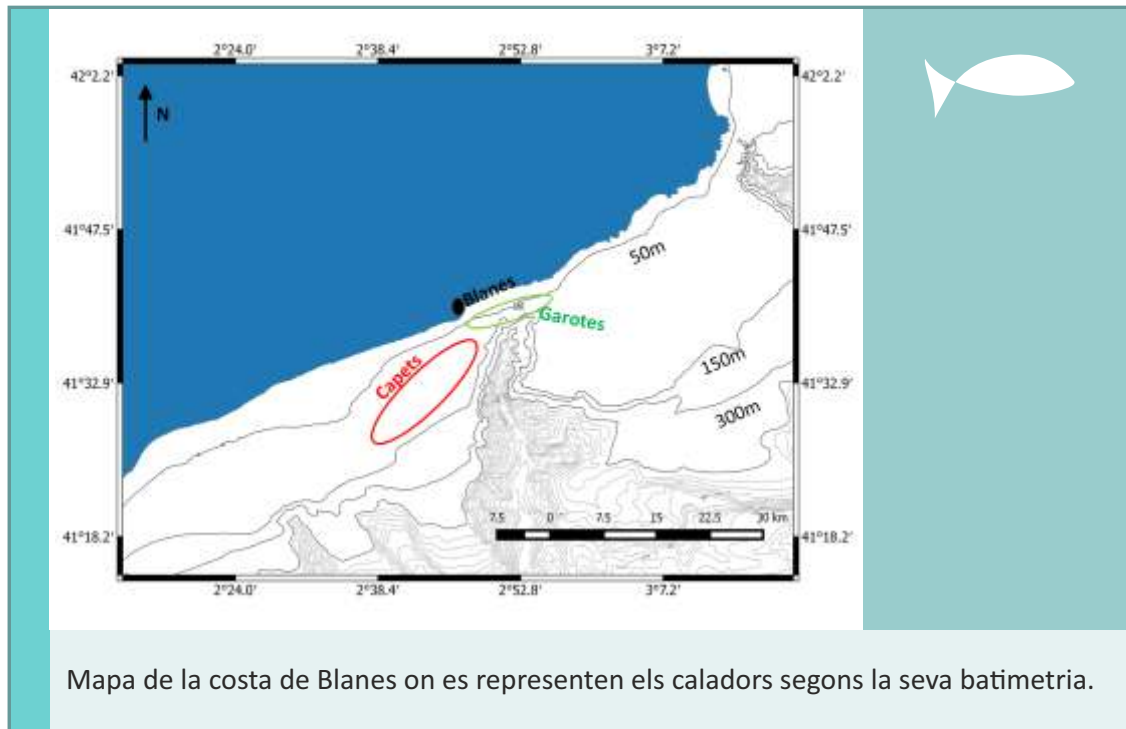 2°24.0' 2°38.4' 2°52.8' 3°7.2'
42°2.2' 42°2.2'
N
41°47.5' 41°47.5'
50m
Blanes
Garotes
150m
Capets
41°32.9' 41°32.9'
300m
7.5 0 7.5 15 22.5 30 km
41°18.2' 41°18.2'
2°24.0' 2°38.4' 2°52.8' 3°7.2'
Mapa de la costa de Blanes on es representen els caladors segons la seva batimetria.